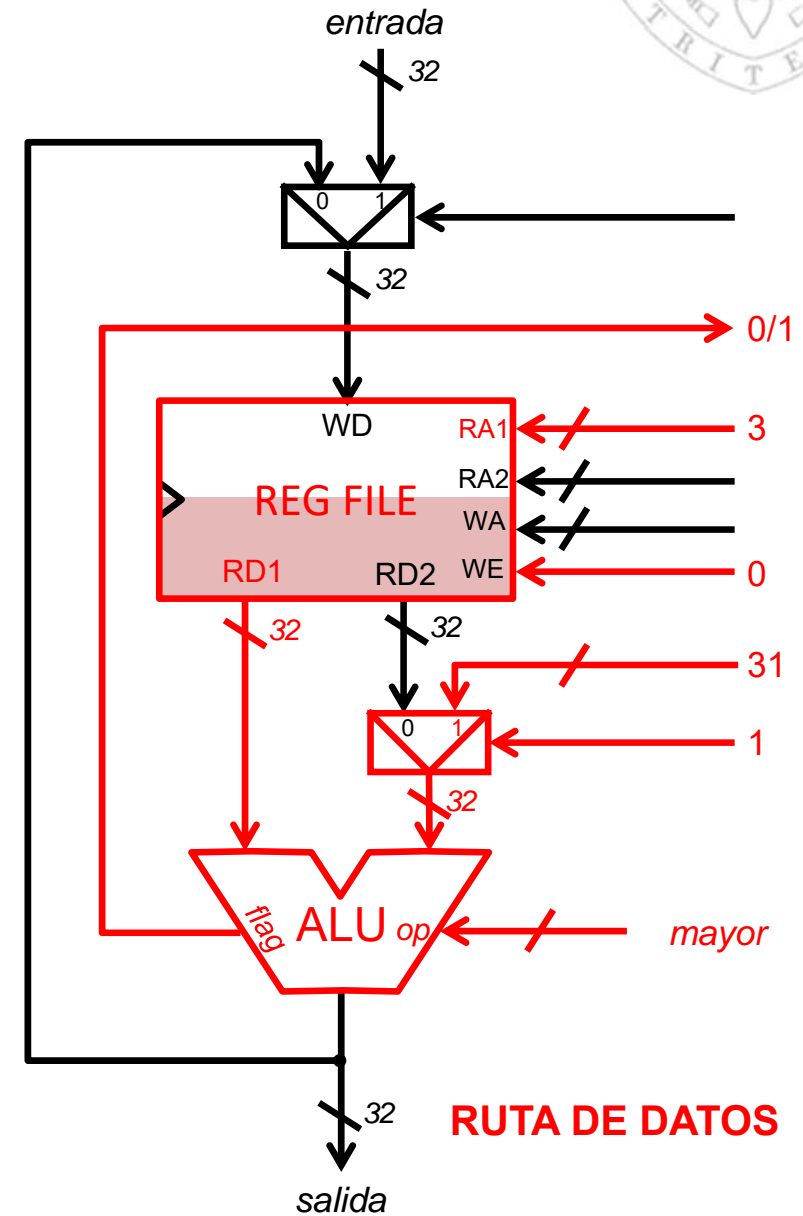 entrada
32
T R I T E
0 1
32
0/1
WD
RA1
3
RA2
REG FILE
WA
RD1
RD2
WE
0
32
32
31
0 1
1
32
flag
ALU
op
mayor
32
RUTA DE DATOS
salida